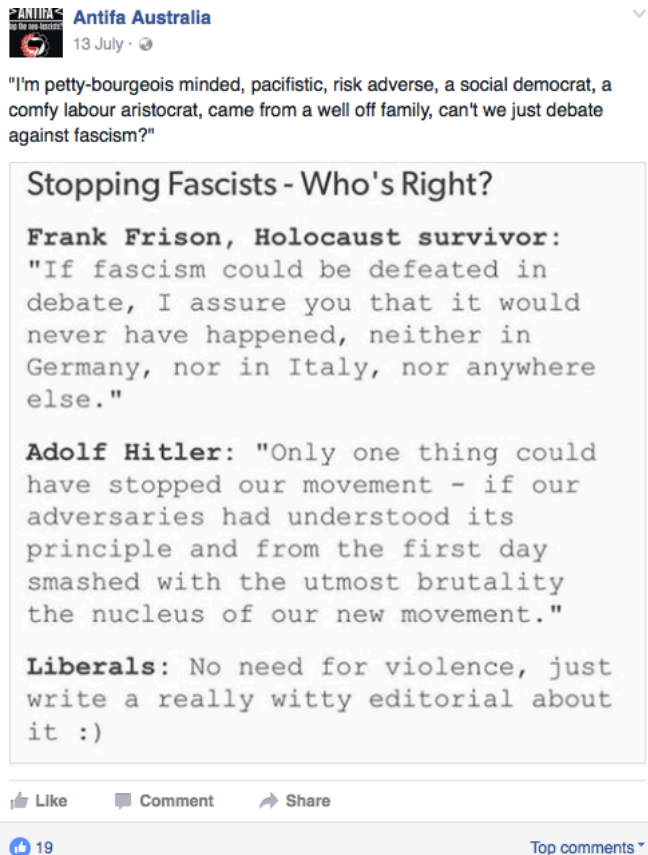 >ANTIFA<
Antifa Australia
13 July ·
"I'm petty-bourgeois minded, pacifistic, risk adverse, a social democrat, a
comfy labour aristocrat, came from a well off family, can't we just debate
against fascism?"
Stopping Fascists - Who's Right?
Frank Frison, Holocaust survivor:
"If fascism could be defeated in
debate, I assure you that it would
never have happened, neither in
Germany, nor in Italy, nor anywhere
else."
Adolf Hitler: "Only one thing could
have stopped our movement – if our
adversaries had understood its
principle and from the first day
smashed with the utmost brutality
the nucleus of our new movement."
Liberals: No need for violence, just
write a really witty editorial about
it :)
Like Comment Share
19 Top comments